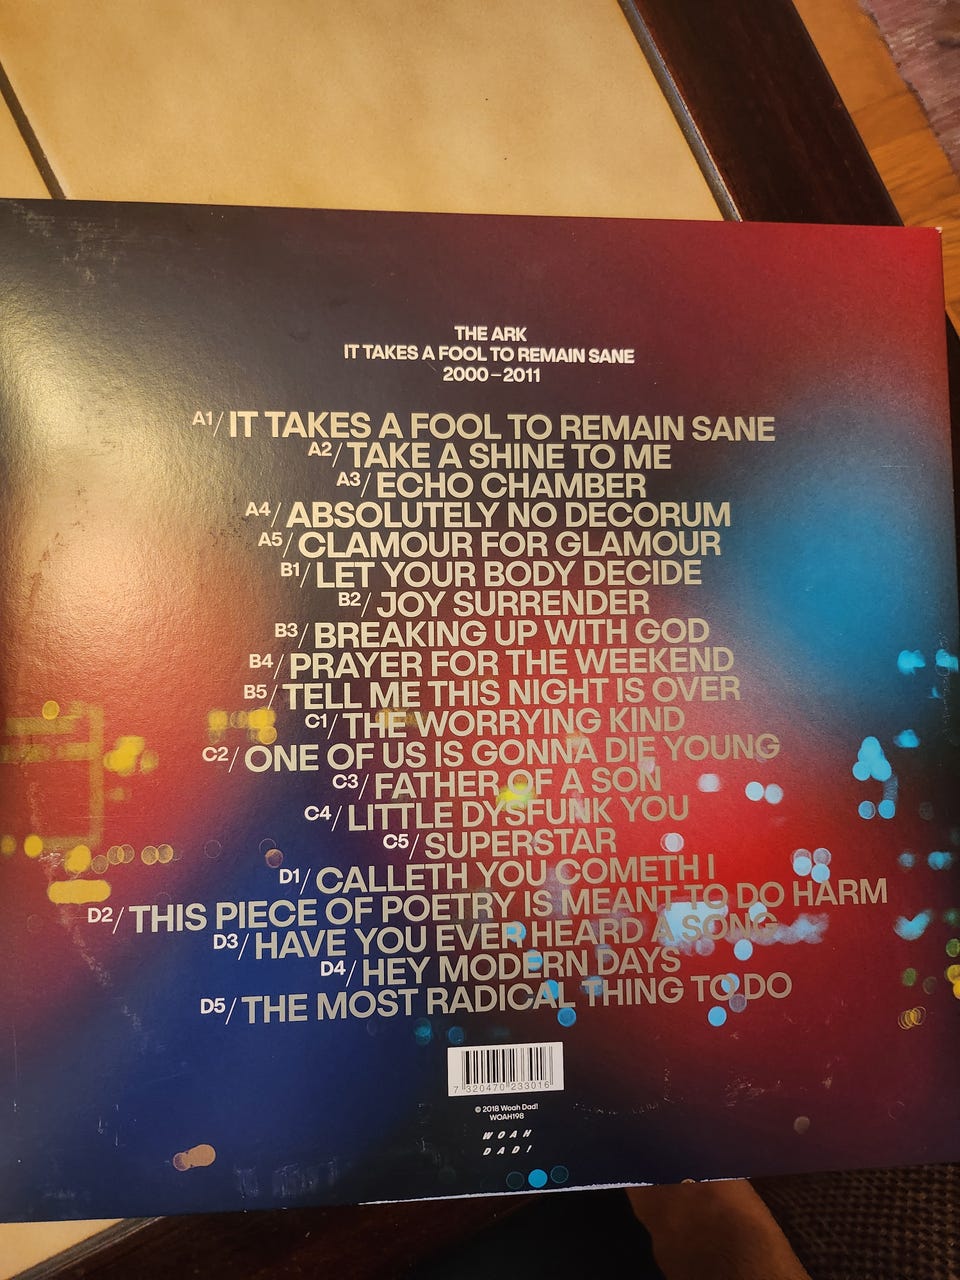 THE ARK
IT TAKES A FOOL TO REMAIN SANE
2000–2011
A1/ IT TAKES A FOOL TO REMAIN SANE
A2/ TAKE A SHINE TO ME
A3/ ECHO CHAMBER
A4/ ABSOLUTELY NO DECORUM
A5/ CLAMOUR FOR GLAMOUR
B1/ LET YOUR BODY DECIDE
B2/ JOY SURRENDER
B3/ BREAKING UP WITH GOD
B4/ PRAYER FOR THE WEEKEND
B5/ TELL ME THIS NIGHT IS OVER
C1/ THE WORRYING KIND
C2/ ONE OF US IS GONNA DIE YOUNG
C3/ FATHER OF A SON
C4/ LITTLE DYSFUNK YOU
C5/ SUPERSTAR
D1/ CALLETH YOU COMETH I
D2/ THIS PIECE OF POETRY IS MEANT TO DO HARM
D3/ HAVE YOU EVER HEARD A SONG
D4/ HEY MODERN DAYS
D5/ THE MOST RADICAL THING TO DO
7 320470 233016
© 2018 Woah Dad!
WOAH198
WOAH
DAD!